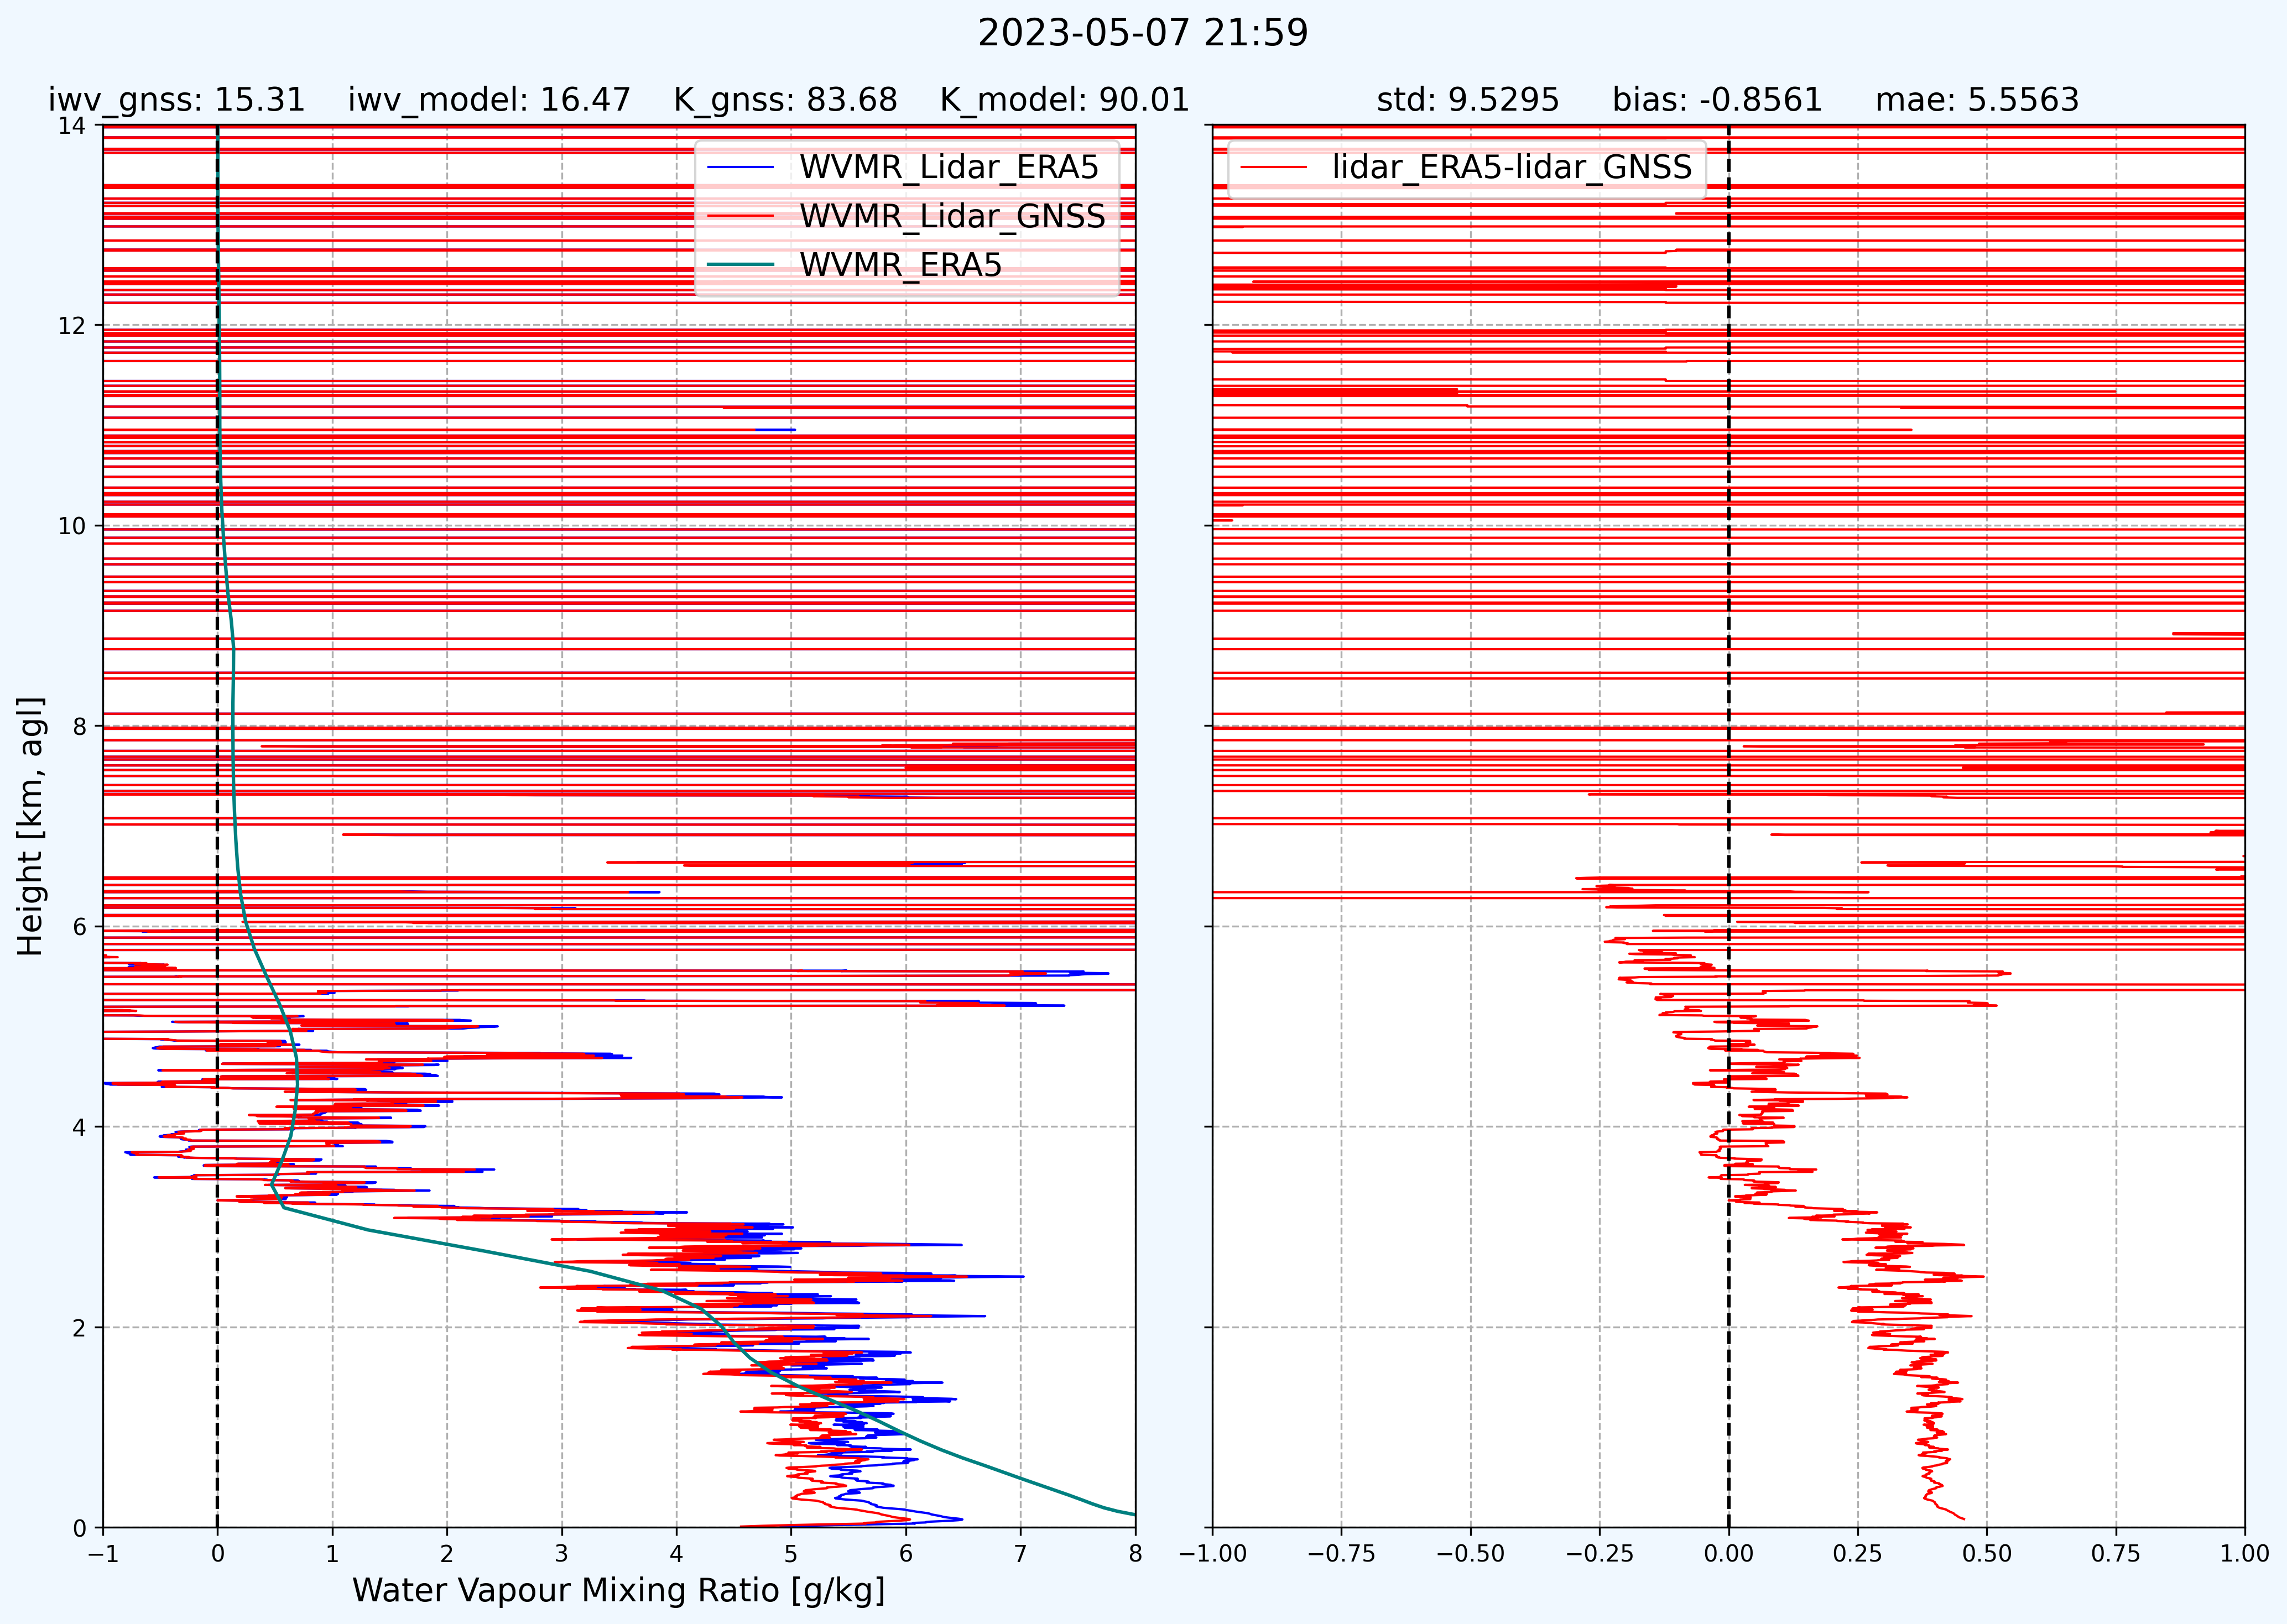 2023-05-07 21:59
iwv_gnss: 15.31 iwv_model: 16.47 K_gnss: 83.68 K_model: 90.01
std: 9.5295 bias: -0.8561 mae: 5.5563
WVMR_Lidar_ERA5
WVMR_Lidar_GNSS
WVMR_ERA5
lidar_ERA5-lidar_GNSS
Height [km, agl]
14
12
10
8
6
4
2
0
−1 0 1 2 3 4 5 6 7 8
−1.00 −0.75 −0.50 −0.25 0.00 0.25 0.50 0.75 1.00
Water Vapour Mixing Ratio [g/kg]